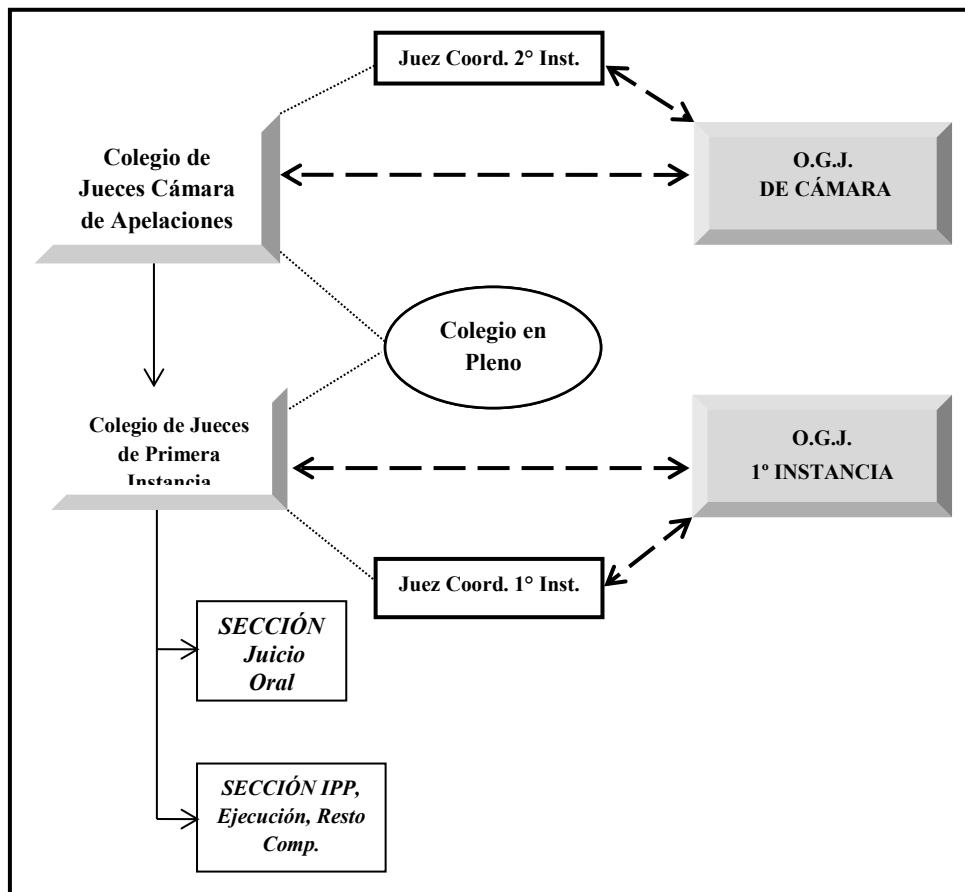 Juez Coord. 2° Inst.
Colegio de
Jueces Cámara
de Apelaciones
O.G.J.
DE CÁMARA
Colegio en
Pleno
Colegio de Jueces
de Primera
Instancia
O.G.J.
1º INSTANCIA
Juez Coord. 1° Inst.
SECCIÓN
Juicio
Oral
SECCIÓN IPP,
Ejecución, Resto
Comp.